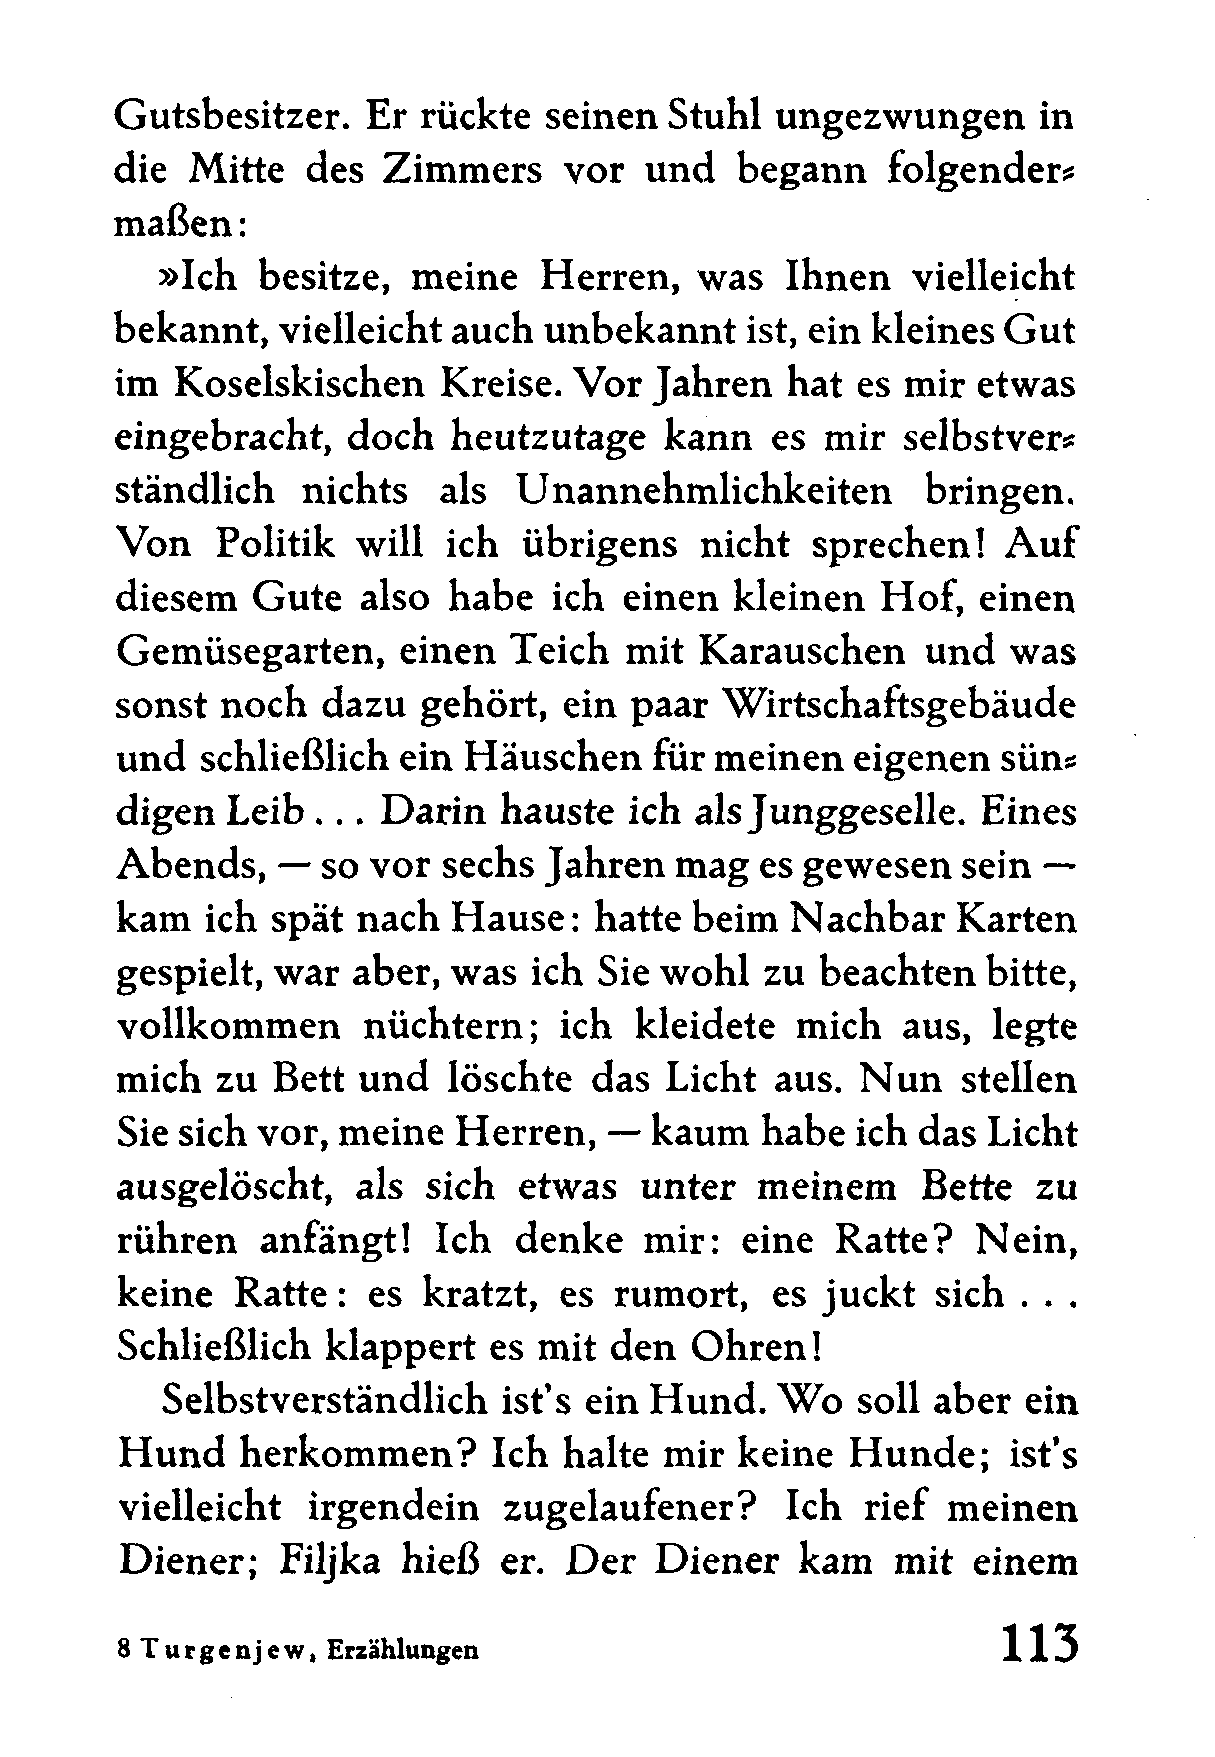 Gutsbesitzer. Er rückte seinen Stuhl ungezwungen in
die Mitte des Zimmers vor und begann folgender⸗
maßen:
»Ich besitze, meine Herren, was Ihnen vielleicht
bekannt, vielleicht auch unbekannt ist, ein kleines Gut
im Koselskischen Kreise. Vor Jahren hat es mir etwas
eingebracht, doch heutzutage kann es mir selbstver⸗
ständlich nichts als Unannehmlichkeiten bringen.
Von Politik will ich übrigens nicht sprechen! Auf
diesem Gute also habe ich einen kleinen Hof, einen
Gemüsegarten, einen Teich mit Karauschen und was
sonst noch dazu gehört, ein paar Wirtschaftsgebäude
und schließlich ein Häuschen für meinen eigenen sün⸗
digen Leib . . . Darin hauste ich als Junggeselle. Eines
Abends, — so vor sechs Jahren mag es gewesen sein —
kam ich spät nach Hause: hatte beim Nachbar Karten
gespielt, war aber, was ich Sie wohl zu beachten bitte,
vollkommen nüchtern; ich kleidete mich aus, legte
mich zu Bett und löschte das Licht aus. Nun stellen
Sie sich vor, meine Herren, — kaum habe ich das Licht
ausgelöscht, als sich etwas unter meinem Bette zu
rühren anfängt! Ich denke mir: eine Ratte? Nein,
keine Ratte: es kratzt, es rumort, es juckt sich . . .
Schließlich klappert es mit den Ohren!
Selbstverständlich ist's ein Hund. Wo soll aber ein
Hund herkommen? Ich halte mir keine Hunde; ist's
vielleicht irgendein zugelaufener? Ich rief meinen
Diener; Filjka hieß er. Der Diener kam mit einem
8 Turgenjew, Erzählungen 113